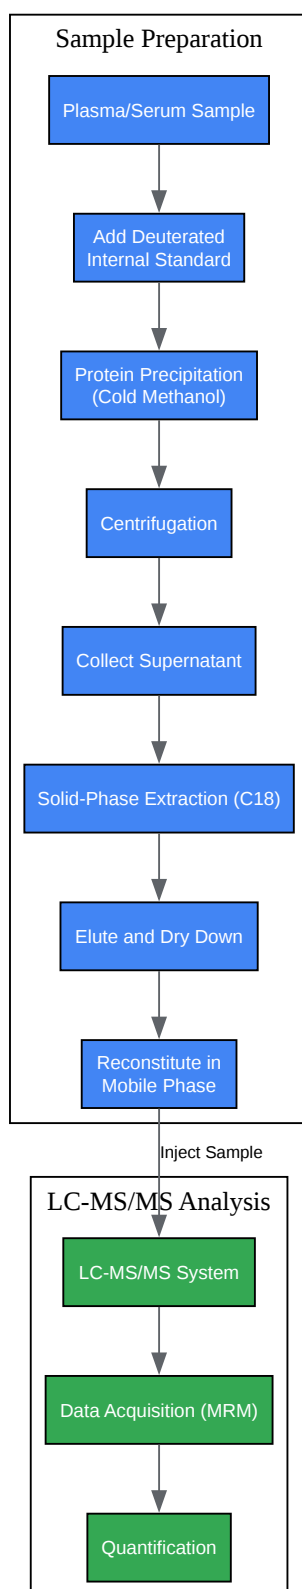 Sample Preparation
Plasma/Serum Sample
Add Deuterated
Internal Standard
Protein Precipitation
(Cold Methanol)
Centrifugation
Collect Supernatant
Solid-Phase Extraction (C18)
Elute and Dry Down
Reconstitute in
Mobile Phase
Inject Sample
LC-MS/MS Analysis
LC-MS/MS System
Data Acquisition (MRM)
Quantification